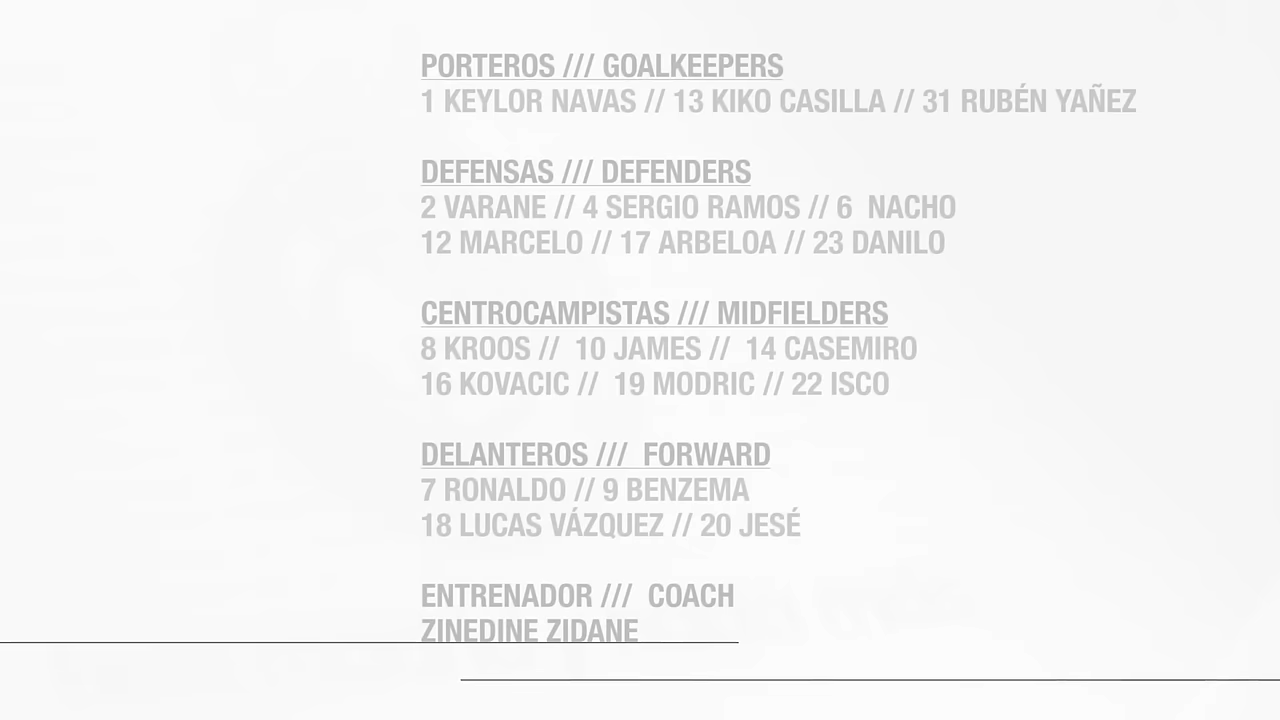 PORTEROS /// GOALKEEPERS
1 KEYLOR NAVAS // 13 KIKO CASILLA // 31 RUBÉN YAÑEZ
DEFENSAS /// DEFENDERS
2 VARANE // 4 SERGIO RAMOS // 6 NACHO
12 MARCELO // 17 ARBELOA // 23 DANILO
CENTROCAMPISTAS /// MIDFIELDERS
8 KROOS // 10 JAMES // 14 CASEMIRO
16 KOVACIC // 19 MODRIC // 22 ISCO
DELANTEROS /// FORWARD
7 RONALDO // 9 BENZEMA
18 LUCAS VÁZQUEZ // 20 JESÉ
ENTRENADOR /// COACH
ZINEDINE ZIDANE